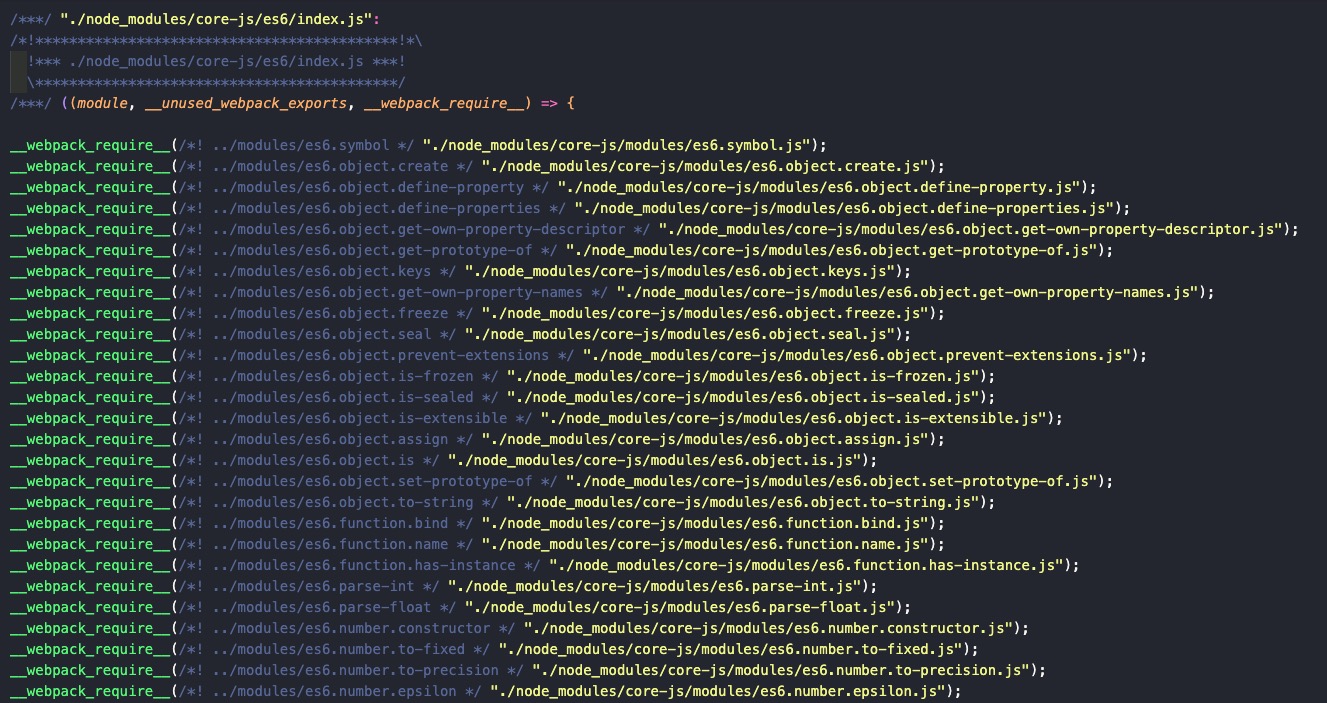 /***/ "./node_modules/core-js/es6/index.js":
/*!*******************************************!*\
  !*** ./node_modules/core-js/es6/index.js ***!
  \*******************************************/
/***/ ((module, __unused_webpack_exports, __webpack_require__) => {
__webpack_require__(/*! ../modules/es6.symbol */ "./node_modules/core-js/modules/es6.symbol.js");
__webpack_require__(/*! ../modules/es6.object.create */ "./node_modules/core-js/modules/es6.object.create.js");
__webpack_require__(/*! ../modules/es6.object.define-property */ "./node_modules/core-js/modules/es6.object.define-property.js");
__webpack_require__(/*! ../modules/es6.object.define-properties */ "./node_modules/core-js/modules/es6.object.define-properties.js");
__webpack_require__(/*! ../modules/es6.object.get-own-property-descriptor */ "./node_modules/core-js/modules/es6.object.get-own-property-descriptor.js");
__webpack_require__(/*! ../modules/es6.object.get-prototype-of */ "./node_modules/core-js/modules/es6.object.get-prototype-of.js");
__webpack_require__(/*! ../modules/es6.object.keys */ "./node_modules/core-js/modules/es6.object.keys.js");
__webpack_require__(/*! ../modules/es6.object.get-own-property-names */ "./node_modules/core-js/modules/es6.object.get-own-property-names.js");
__webpack_require__(/*! ../modules/es6.object.freeze */ "./node_modules/core-js/modules/es6.object.freeze.js");
__webpack_require__(/*! ../modules/es6.object.seal */ "./node_modules/core-js/modules/es6.object.seal.js");
__webpack_require__(/*! ../modules/es6.object.prevent-extensions */ "./node_modules/core-js/modules/es6.object.prevent-extensions.js");
__webpack_require__(/*! ../modules/es6.object.is-frozen */ "./node_modules/core-js/modules/es6.object.is-frozen.js");
__webpack_require__(/*! ../modules/es6.object.is-sealed */ "./node_modules/core-js/modules/es6.object.is-sealed.js");
__webpack_require__(/*! ../modules/es6.object.is-extensible */ "./node_modules/core-js/modules/es6.object.is-extensible.js");
__webpack_require__(/*! ../modules/es6.object.assign */ "./node_modules/core-js/modules/es6.object.assign.js");
__webpack_require__(/*! ../modules/es6.object.is */ "./node_modules/core-js/modules/es6.object.is.js");
__webpack_require__(/*! ../modules/es6.object.set-prototype-of */ "./node_modules/core-js/modules/es6.object.set-prototype-of.js");
__webpack_require__(/*! ../modules/es6.object.to-string */ "./node_modules/core-js/modules/es6.object.to-string.js");
__webpack_require__(/*! ../modules/es6.function.bind */ "./node_modules/core-js/modules/es6.function.bind.js");
__webpack_require__(/*! ../modules/es6.function.name */ "./node_modules/core-js/modules/es6.function.name.js");
__webpack_require__(/*! ../modules/es6.function.has-instance */ "./node_modules/core-js/modules/es6.function.has-instance.js");
__webpack_require__(/*! ../modules/es6.parse-int */ "./node_modules/core-js/modules/es6.parse-int.js");
__webpack_require__(/*! ../modules/es6.parse-float */ "./node_modules/core-js/modules/es6.parse-float.js");
__webpack_require__(/*! ../modules/es6.number.constructor */ "./node_modules/core-js/modules/es6.number.constructor.js");
__webpack_require__(/*! ../modules/es6.number.to-fixed */ "./node_modules/core-js/modules/es6.number.to-fixed.js");
__webpack_require__(/*! ../modules/es6.number.to-precision */ "./node_modules/core-js/modules/es6.number.to-precision.js");
__webpack_require__(/*! ../modules/es6.number.epsilon */ "./node_modules/core-js/modules/es6.number.epsilon.js");